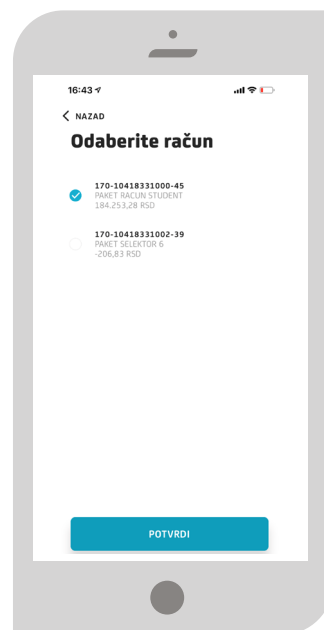 16:43
NAZAD
Odaberite račun
170-10418331000-45
PAKET RACUN STUDENT
184.253,28 RSD
170-10418331002-39
PAKET SELEKTOR 6
-206,83 RSD
POTVRDI